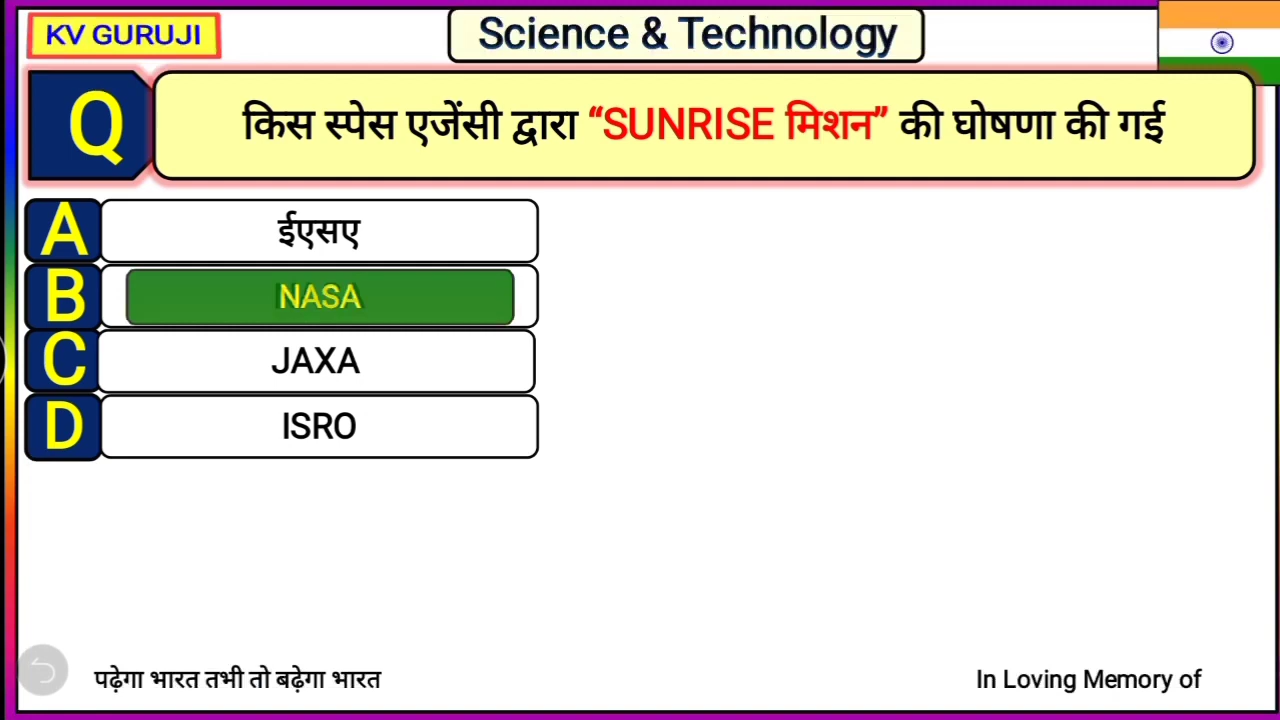 KV GURUJI
Science & Technology
Q
किस स्पेस एजेंसी द्वारा “SUNRISE मिशन” की घोषणा की गई
A ईएसए
B NASA
C JAXA
D ISRO
पढ़ेगा भारत तभी तो बढ़ेगा भारत
In Loving Memory of